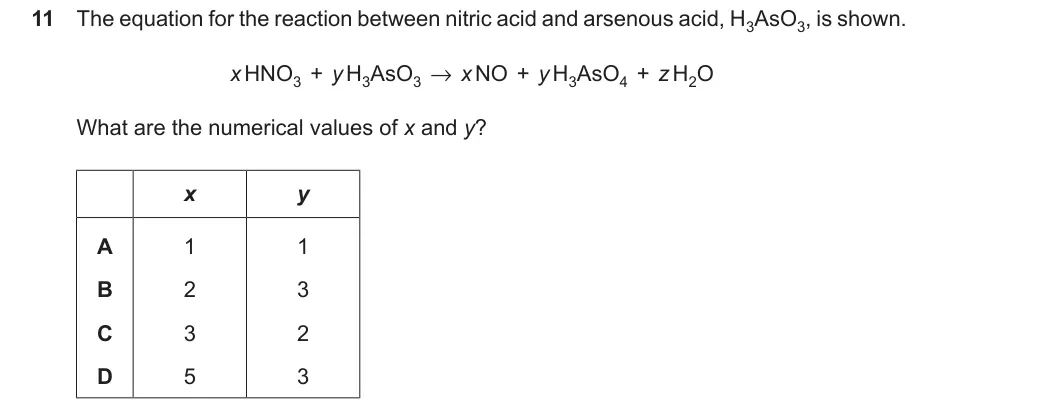 11 The equation for the reaction between nitric acid and arsenous acid, H₃AsO₃, is shown.
xHNO₃ + yH₃AsO₃ → xNO + yH₃AsO₄ + zH₂O
What are the numerical values of x and y?
x y
A 1 1
B 2 3
C 3 2
D 5 3